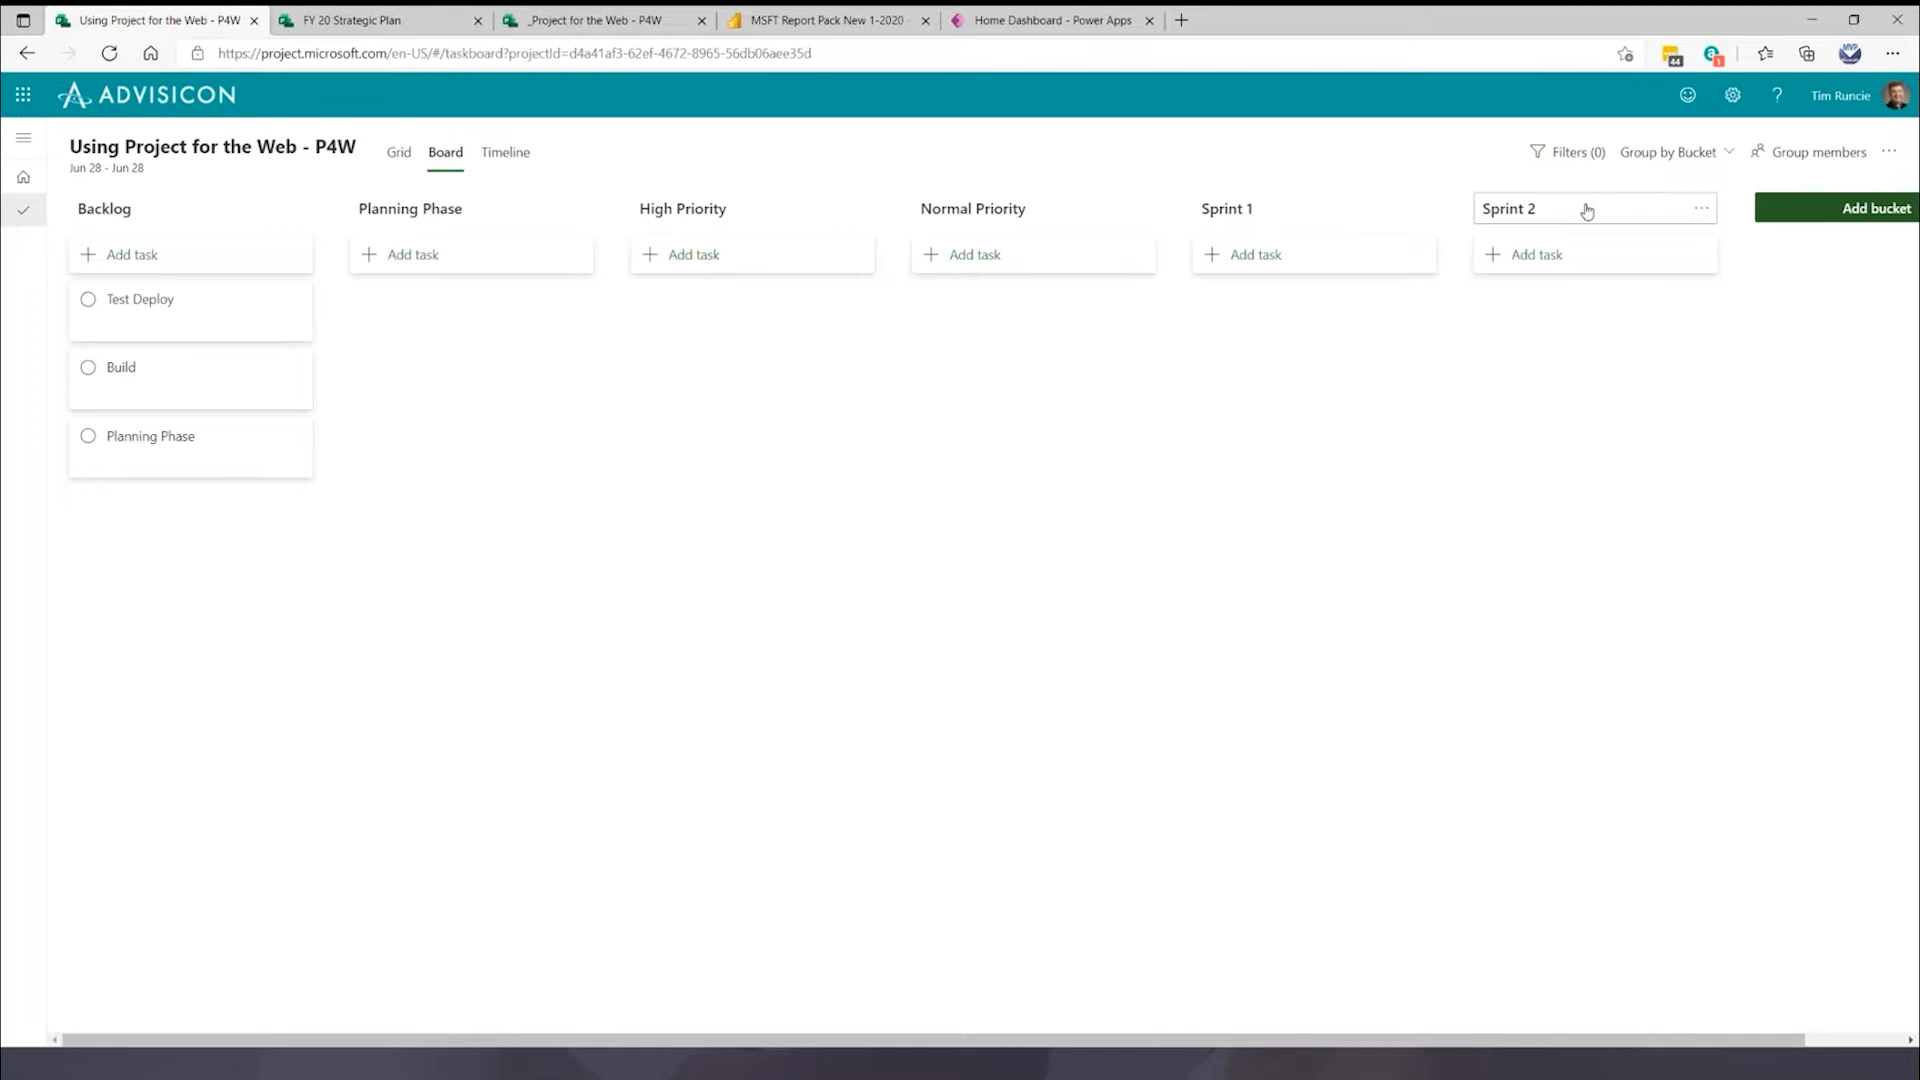 Using Project for the Web - P4W
FY 20 Strategic Plan
_Project for the Web - P4W
MSFT Report Pack New 1-2020
Home Dashboard - Power Apps
https://project.microsoft.com/en-US/#/taskboard?projectId=d4a41af3-62ef-4672-8965-56db06aee35d
44
1
MVP
ADVISICON
Tim Runcie
Using Project for the Web - P4W
Grid
Board
Timeline
Filters (0)
Group by Bucket
Group members
Jun 28 - Jun 28
Backlog
Planning Phase
High Priority
Normal Priority
Sprint 1
Sprint 2
Add bucket
Add task
Add task
Add task
Add task
Add task
Add task
Test Deploy
Build
Planning Phase